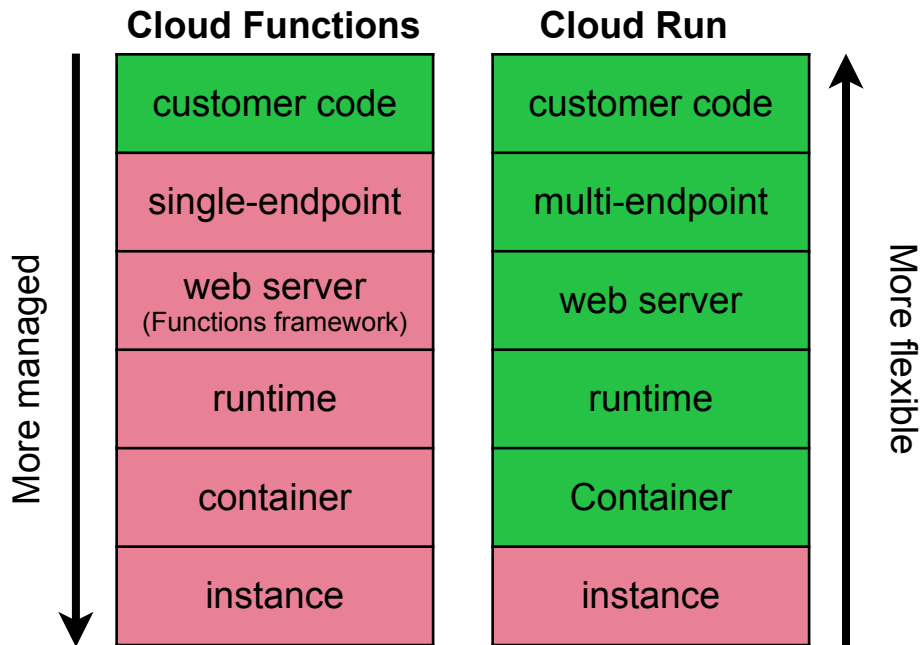 Cloud Functions
Cloud Run
More managed
customer code
single-endpoint
web server
(Functions framework)
runtime
container
instance
customer code
multi-endpoint
web server
runtime
Container
instance
More flexible